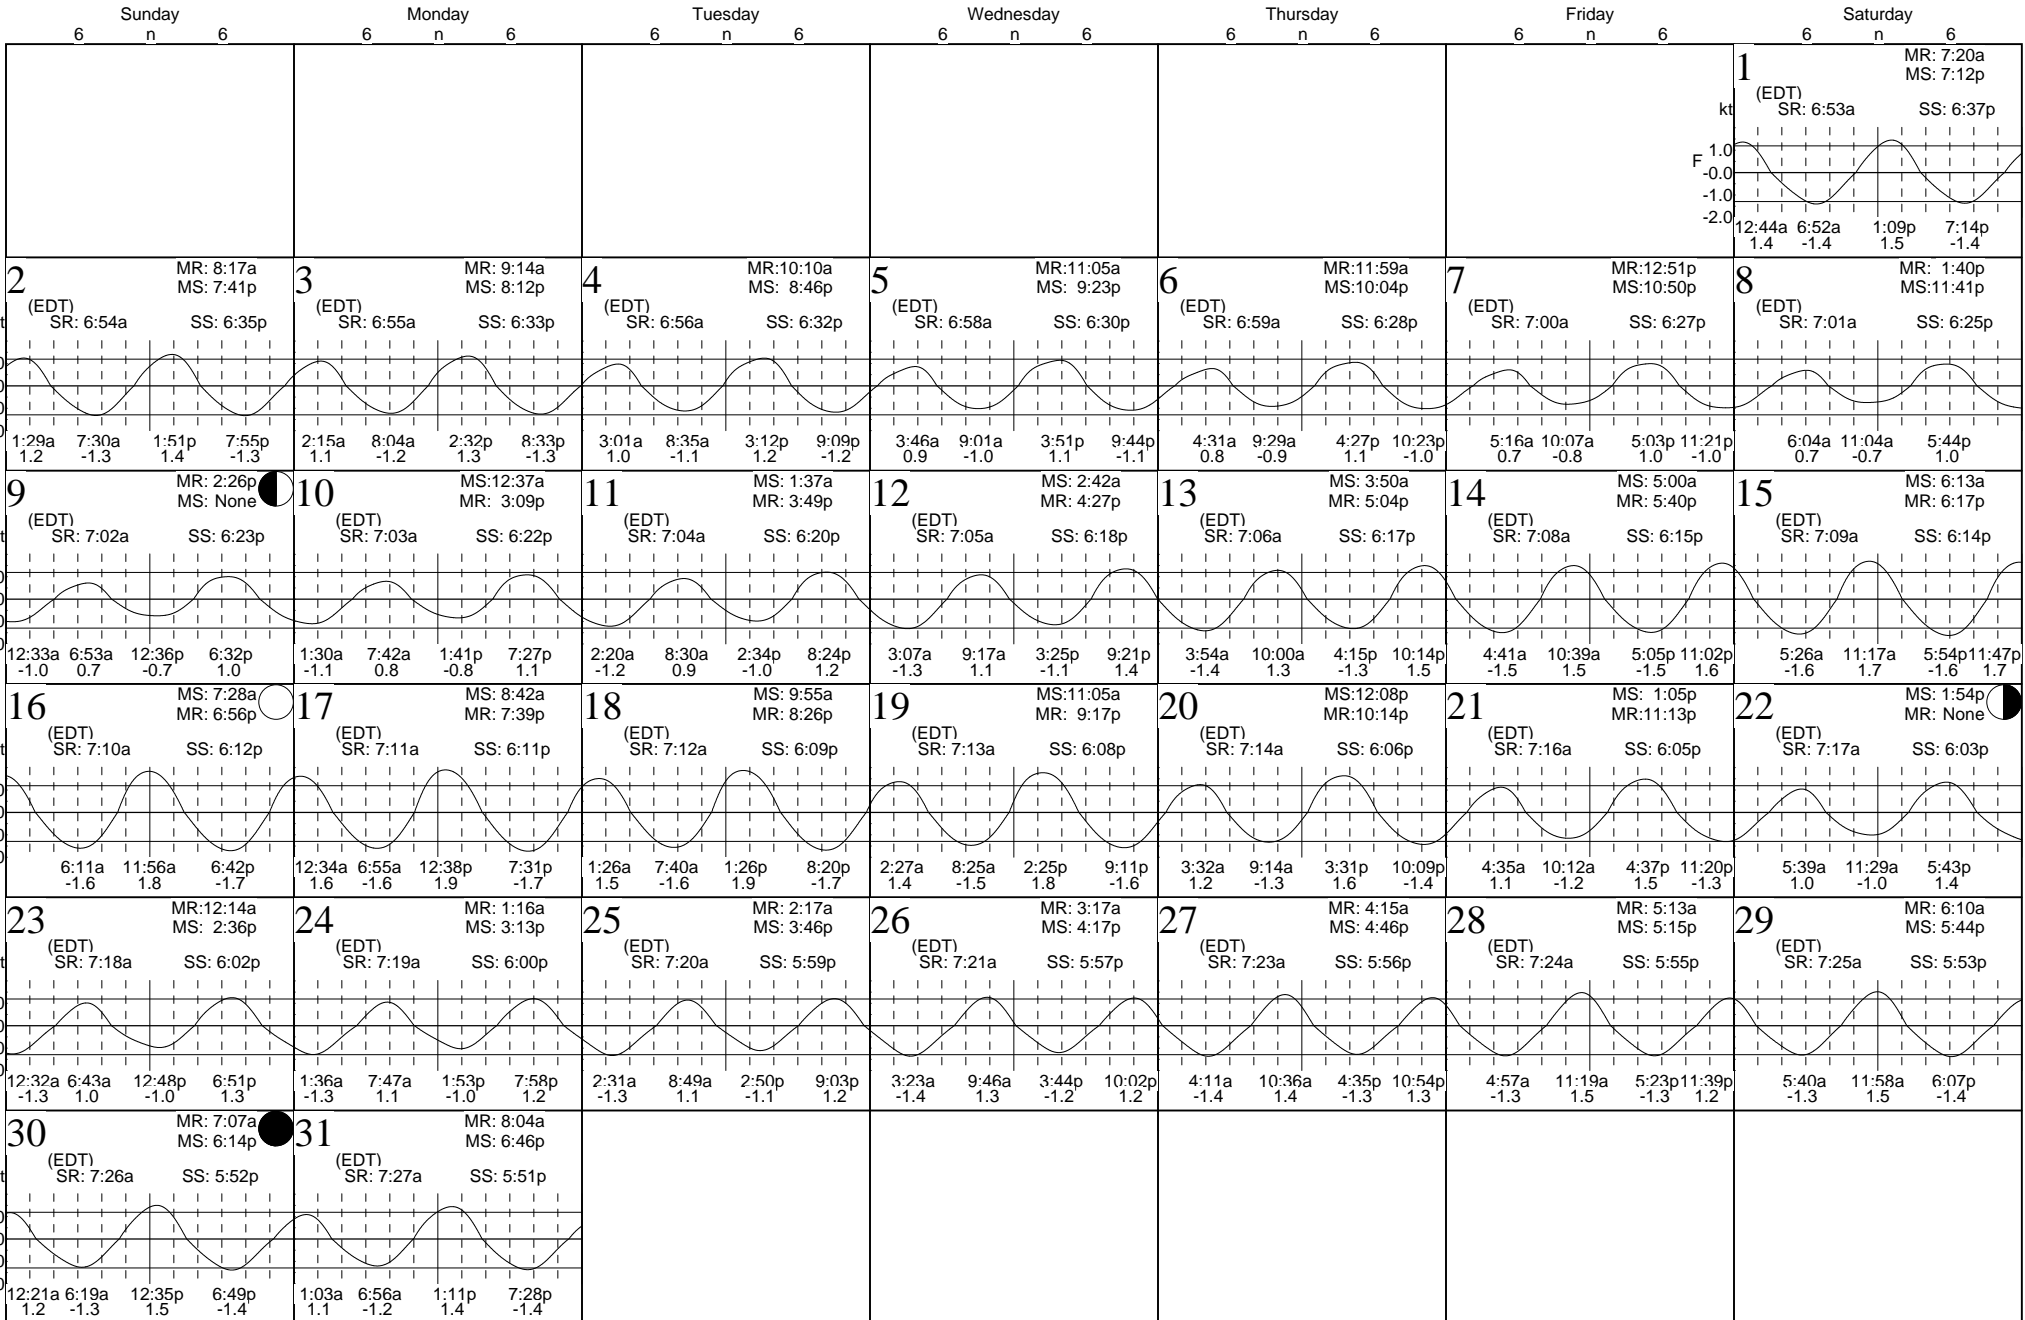 Sunday Monday Tuesday Wednesday Thursday Friday Saturday
6 n 6 6 n 6 6 n 6 6 n 6 6 n 6 6 n 6 6 n 6
1 MR: 7:20a
MS: 7:12p
(EDT)
kt SR: 6:53a SS: 6:37p
F 1.0
-0.0
-1.0
-2.0
12:44a 6:52a 1:09p 7:14p
1.4 -1.4 1.5 -1.4
2 MR: 8:17a
MS: 7:41p
(EDT)
SR: 6:54a SS: 6:35p
1:29a 7:30a 1:51p 7:55p
1.2 -1.3 1.4 -1.3
3 MR: 9:14a
MS: 8:12p
(EDT)
SR: 6:55a SS: 6:33p
2:15a 8:04a 2:32p 8:33p
1.1 -1.2 1.3 -1.3
4 MR:10:10a
MS: 8:46p
(EDT)
SR: 6:56a SS: 6:32p
3:01a 8:35a 3:12p 9:09p
1.0 -1.1 1.2 -1.2
5 MR:11:05a
MS: 9:23p
(EDT)
SR: 6:58a SS: 6:30p
3:46a 9:01a 3:51p 9:44p
0.9 -1.0 1.1 -1.1
6 MR:11:59a
MS:10:04p
(EDT)
SR: 6:59a SS: 6:28p
4:31a 9:29a 4:27p 10:23p
0.8 -0.9 1.1 -1.0
7 MR:12:51p
MS:10:50p
(EDT)
SR: 7:00a SS: 6:27p
5:16a 10:07a 5:03p 11:21p
0.7 -0.8 1.0 -1.0
8 MR: 1:40p
MS:11:41p
(EDT)
SR: 7:01a SS: 6:25p
6:04a 11:04a 5:44p
0.7 -0.7 1.0
9 MR: 2:26p
MS: None
(EDT)
SR: 7:02a SS: 6:23p
12:33a 6:53a 12:36p 6:32p
-1.0 0.7 -0.7 1.0
10 MS:12:37a
MR: 3:09p
(EDT)
SR: 7:03a SS: 6:22p
1:30a 7:42a 1:41p 7:27p
-1.1 0.8 -0.8 1.1
11 MS: 1:37a
MR: 3:49p
(EDT)
SR: 7:04a SS: 6:20p
2:20a 8:30a 2:34p 8:24p
-1.2 0.9 -1.0 1.2
12 MS: 2:42a
MR: 4:27p
(EDT)
SR: 7:05a SS: 6:18p
3:07a 9:17a 3:25p 9:21p
-1.3 1.1 -1.1 1.4
13 MS: 3:50a
MR: 5:04p
(EDT)
SR: 7:06a SS: 6:17p
3:54a 10:00a 4:15p 10:14p
-1.4 1.3 -1.3 1.5
14 MS: 5:00a
MR: 5:40p
(EDT)
SR: 7:08a SS: 6:15p
4:41a 10:39a 5:05p 11:02p
-1.5 1.5 -1.5 1.6
15 MS: 6:13a
MR: 6:17p
(EDT)
SR: 7:09a SS: 6:14p
5:26a 11:17a 5:54p 11:47p
-1.6 1.7 -1.6 1.7
16 MS: 7:28a
MR: 6:56p
(EDT)
SR: 7:10a SS: 6:12p
6:11a 11:56a 6:42p
-1.6 1.8 -1.7
17 MS: 8:42a
MR: 7:39p
(EDT)
SR: 7:11a SS: 6:11p
12:34a 6:55a 12:38p 7:31p
1.6 -1.6 1.9 -1.7
18 MS: 9:55a
MR: 8:26p
(EDT)
SR: 7:12a SS: 6:09p
1:26a 7:40a 1:26p 8:20p
1.5 -1.6 1.9 -1.7
19 MS:11:05a
MR: 9:17p
(EDT)
SR: 7:13a SS: 6:08p
2:27a 8:25a 2:25p 9:11p
1.4 -1.5 1.8 -1.6
20 MS:12:08p
MR:10:14p
(EDT)
SR: 7:14a SS: 6:06p
3:32a 9:14a 3:31p 10:09p
1.2 -1.3 1.6 -1.4
21 MS: 1:05p
MR:11:13p
(EDT)
SR: 7:16a SS: 6:05p
4:35a 10:12a 4:37p 11:20p
1.1 -1.2 1.5 -1.3
22 MS: 1:54p
MR: None
(EDT)
SR: 7:17a SS: 6:03p
5:39a 11:29a 5:43p
1.0 -1.0 1.4
23 MR:12:14a
MS: 2:36p
(EDT)
SR: 7:18a SS: 6:02p
12:32a 6:43a 12:48p 6:51p
-1.3 1.0 -1.0 1.3
24 MR: 1:16a
MS: 3:13p
(EDT)
SR: 7:19a SS: 6:00p
1:36a 7:47a 1:53p 7:58p
-1.3 1.1 -1.0 1.2
25 MR: 2:17a
MS: 3:46p
(EDT)
SR: 7:20a SS: 5:59p
2:31a 8:49a 2:50p 9:03p
-1.3 1.1 -1.1 1.2
26 MR: 3:17a
MS: 4:17p
(EDT)
SR: 7:21a SS: 5:57p
3:23a 9:46a 3:44p 10:02p
-1.4 1.3 -1.2 1.2
27 MR: 4:15a
MS: 4:46p
(EDT)
SR: 7:23a SS: 5:56p
4:11a 10:36a 4:35p 10:54p
-1.4 1.4 -1.3 1.3
28 MR: 5:13a
MS: 5:15p
(EDT)
SR: 7:24a SS: 5:55p
4:57a 11:19a 5:23p 11:39p
-1.3 1.5 -1.3 1.2
29 MR: 6:10a
MS: 5:44p
(EDT)
SR: 7:25a SS: 5:53p
5:40a 11:58a 6:07p
-1.3 1.5 -1.4
30 MR: 7:07a
MS: 6:14p
(EDT)
SR: 7:26a SS: 5:52p
12:21a 6:19a 12:35p 6:49p
1.2 -1.3 1.5 -1.4
31 MR: 8:04a
MS: 6:46p
(EDT)
SR: 7:27a SS: 5:51p
1:03a 6:56a 1:11p 7:28p
1.1 -1.2 1.4 -1.4